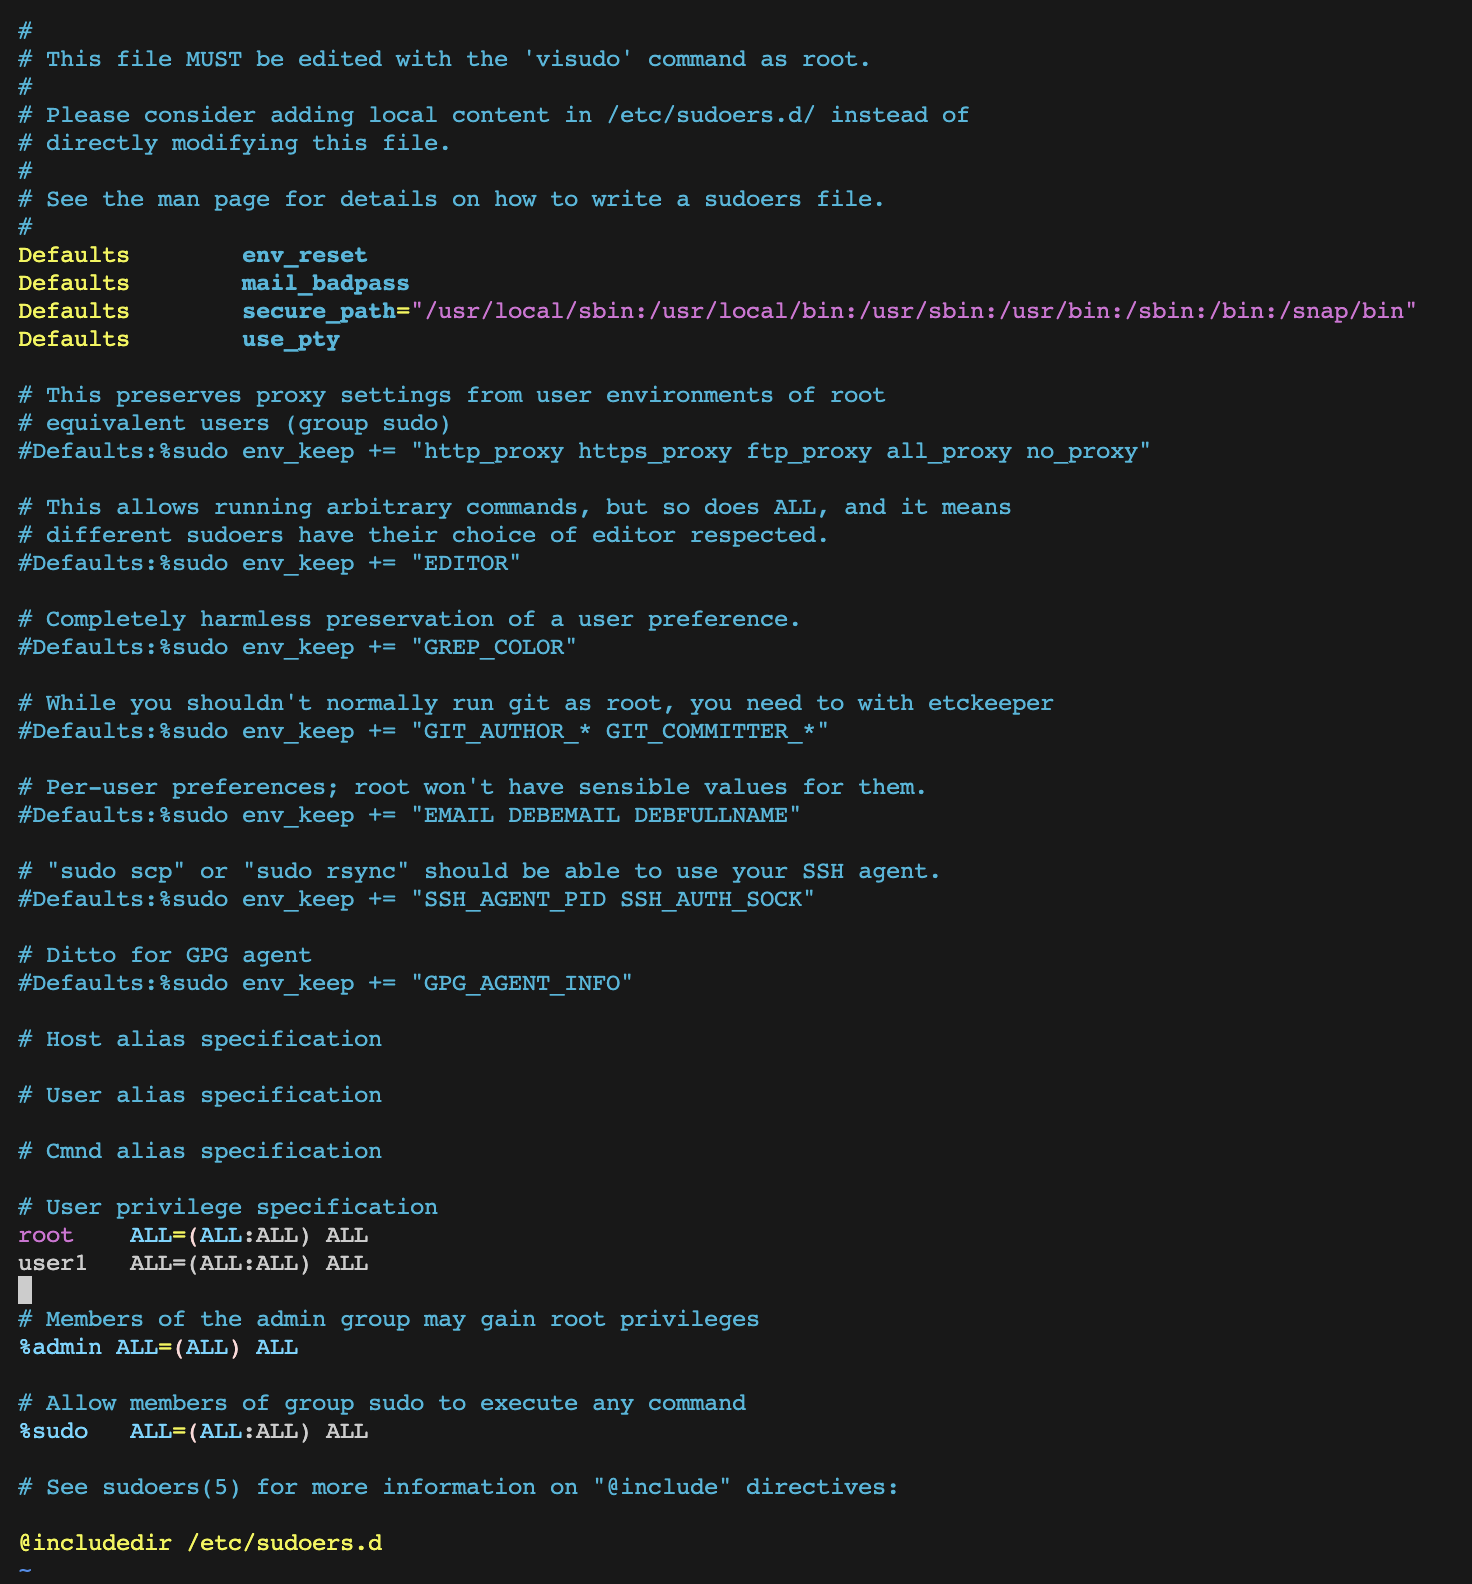 #
# This file MUST be edited with the 'visudo' command as root.
#
# Please consider adding local content in /etc/sudoers.d/ instead of
# directly modifying this file.
#
# See the man page for details on how to write a sudoers file.
#
Defaults        env_reset
Defaults        mail_badpass
Defaults        secure_path="/usr/local/sbin:/usr/local/bin:/usr/sbin:/usr/bin:/sbin:/bin:/snap/bin"
Defaults        use_pty

# This preserves proxy settings from user environments of root
# equivalent users (group sudo)
#Defaults:%sudo env_keep += "http_proxy https_proxy ftp_proxy all_proxy no_proxy"

# This allows running arbitrary commands, but so does ALL, and it means
# different sudoers have their choice of editor respected.
#Defaults:%sudo env_keep += "EDITOR"

# Completely harmless preservation of a user preference.
#Defaults:%sudo env_keep += "GREP_COLOR"

# While you shouldn't normally run git as root, you need to with etckeeper
#Defaults:%sudo env_keep += "GIT_AUTHOR_* GIT_COMMITTER_*"

# Per-user preferences; root won't have sensible values for them.
#Defaults:%sudo env_keep += "EMAIL DEBEMAIL DEBFULLNAME"

# "sudo scp" or "sudo rsync" should be able to use your SSH agent.
#Defaults:%sudo env_keep += "SSH_AGENT_PID SSH_AUTH_SOCK"

# Ditto for GPG agent
#Defaults:%sudo env_keep += "GPG_AGENT_INFO"

# Host alias specification

# User alias specification

# Cmnd alias specification

# User privilege specification
root    ALL=(ALL:ALL) ALL
user1   ALL=(ALL:ALL) ALL

# Members of the admin group may gain root privileges
%admin ALL=(ALL) ALL

# Allow members of group sudo to execute any command
%sudo   ALL=(ALL:ALL) ALL

# See sudoers(5) for more information on "@include" directives:

@includedir /etc/sudoers.d
~